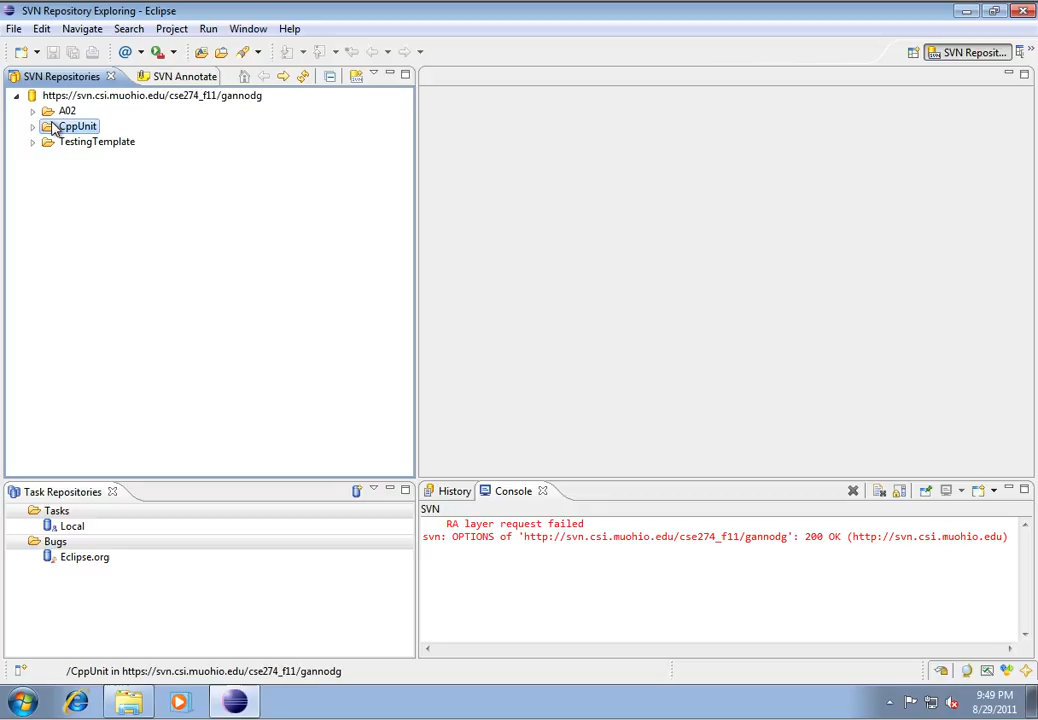 SVN Repository Exploring - Eclipse
File Edit Navigate Search Project Run Window Help
SVN Reposit...
SVN Repositories
SVN Annotate
https://svn.csi.muohio.edu/cse274_f11/gannodg
A02
CppUnit
TestingTemplate
Task Repositories
Tasks
Local
Bugs
Eclipse.org
History
Console
SVN
RA layer request failed
svn: OPTIONS of 'http://svn.csi.muohio.edu/cse274_f11/gannodg': 200 OK (http://svn.csi.muohio.edu)
/CppUnit in https://svn.csi.muohio.edu/cse274_f11/gannodg
9:49 PM
8/29/2011